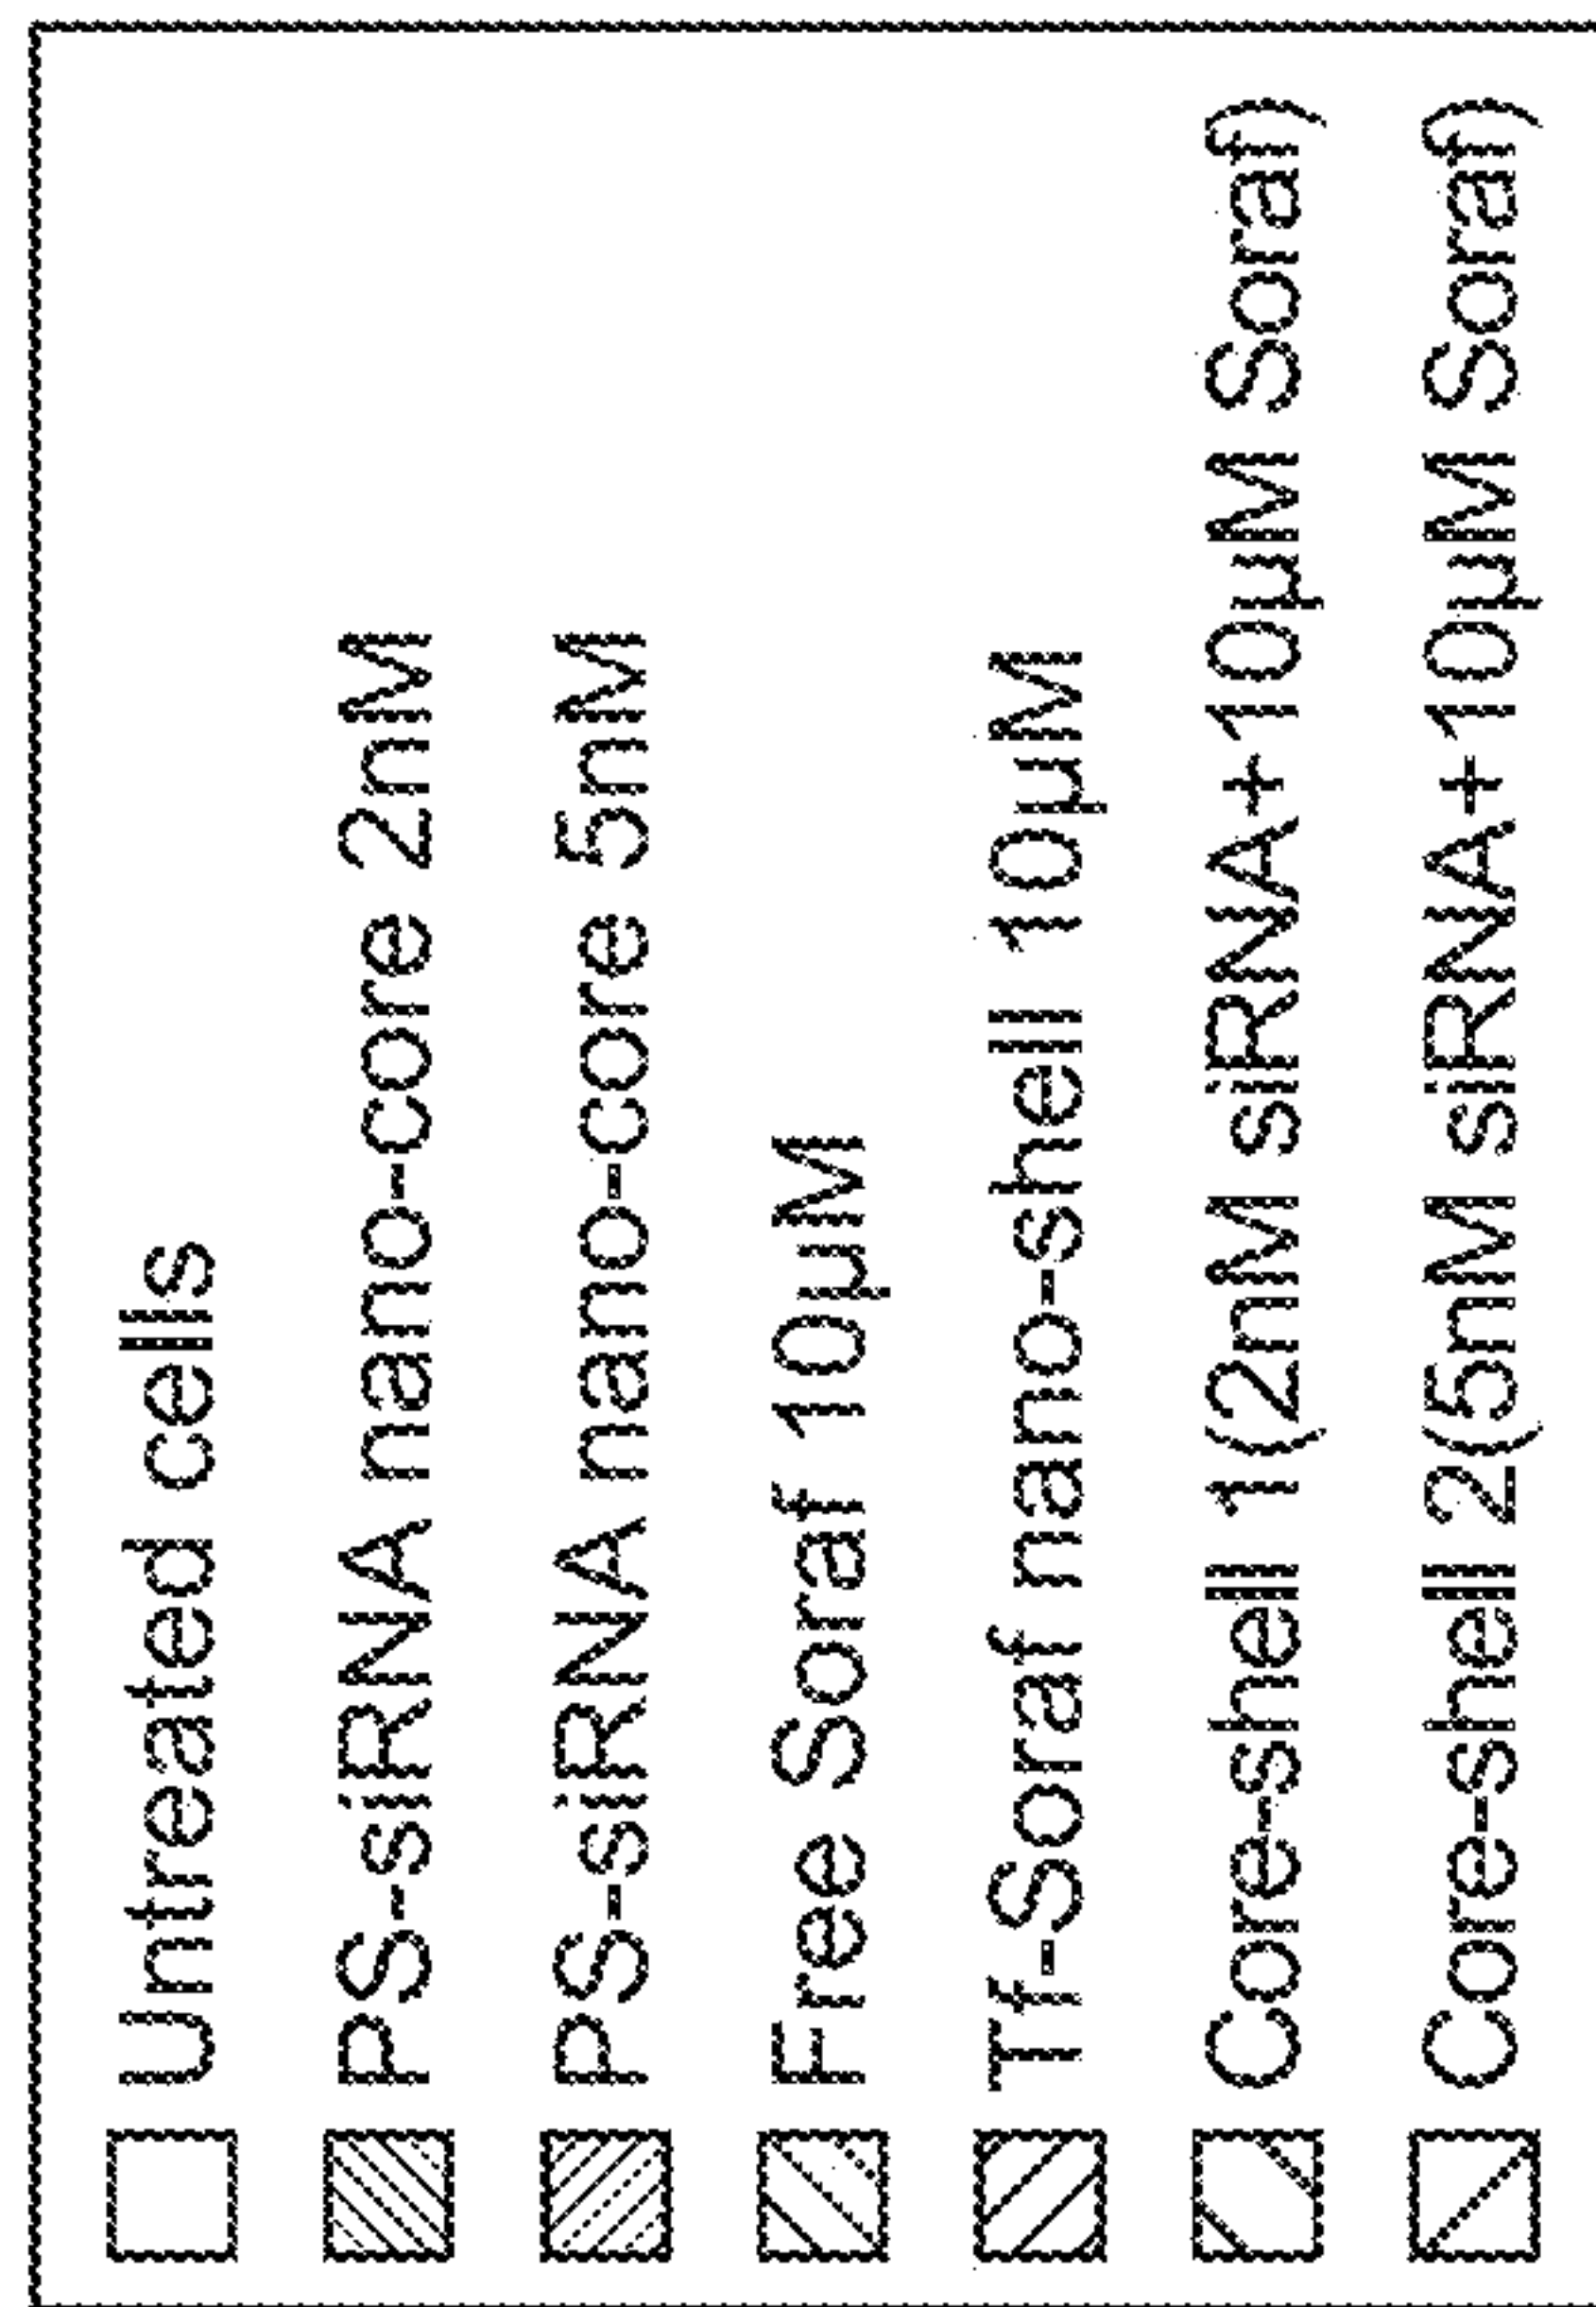 Untreated cells
PS-siRNA nano-core 2nM
PS-siRNA nano-core 5nM
Free Soraf 10µM
Tf-Soraf nano-shell 10µM
Core-shell 1(2nM siRNA+10µM Soraf)
Core-shell 2(5nM siRNA+10µM Soraf)